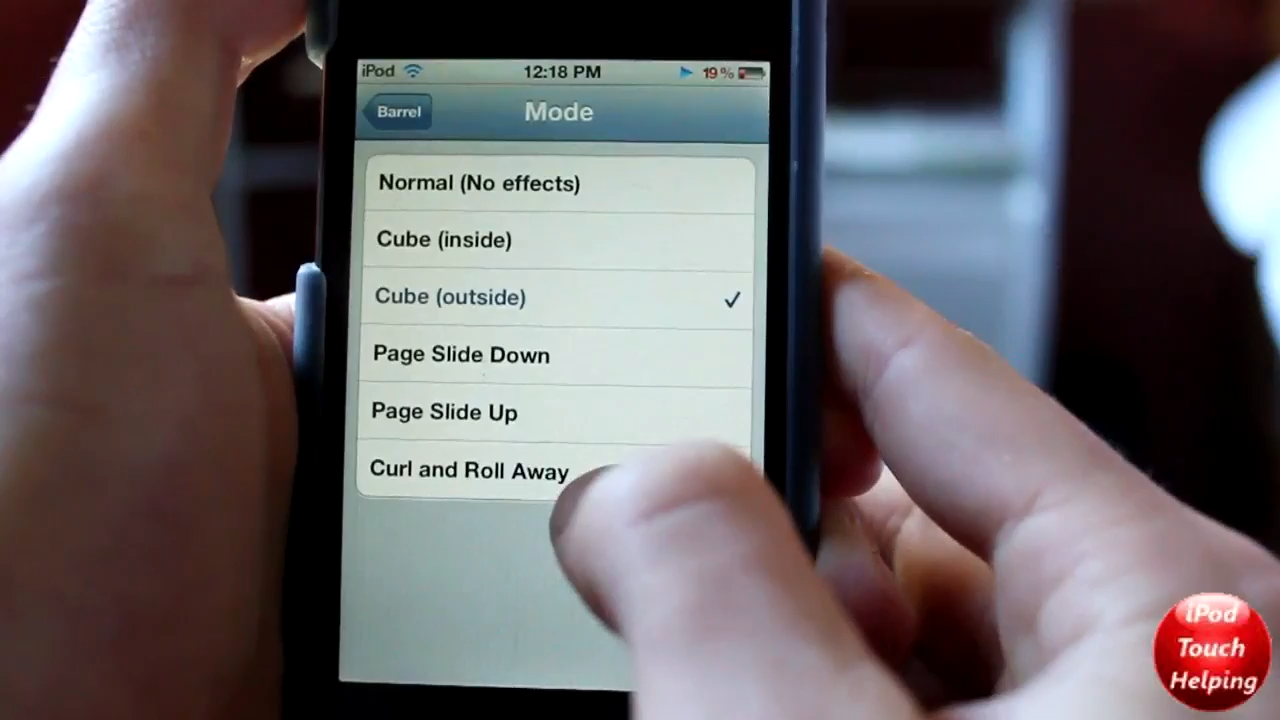 iPod 12:18 PM 19%
Barrel Mode
Normal (No effects)
Cube (inside)
Cube (outside)
Page Slide Down
Page Slide Up
Curl and Roll Away
iPod
Touch
Helping